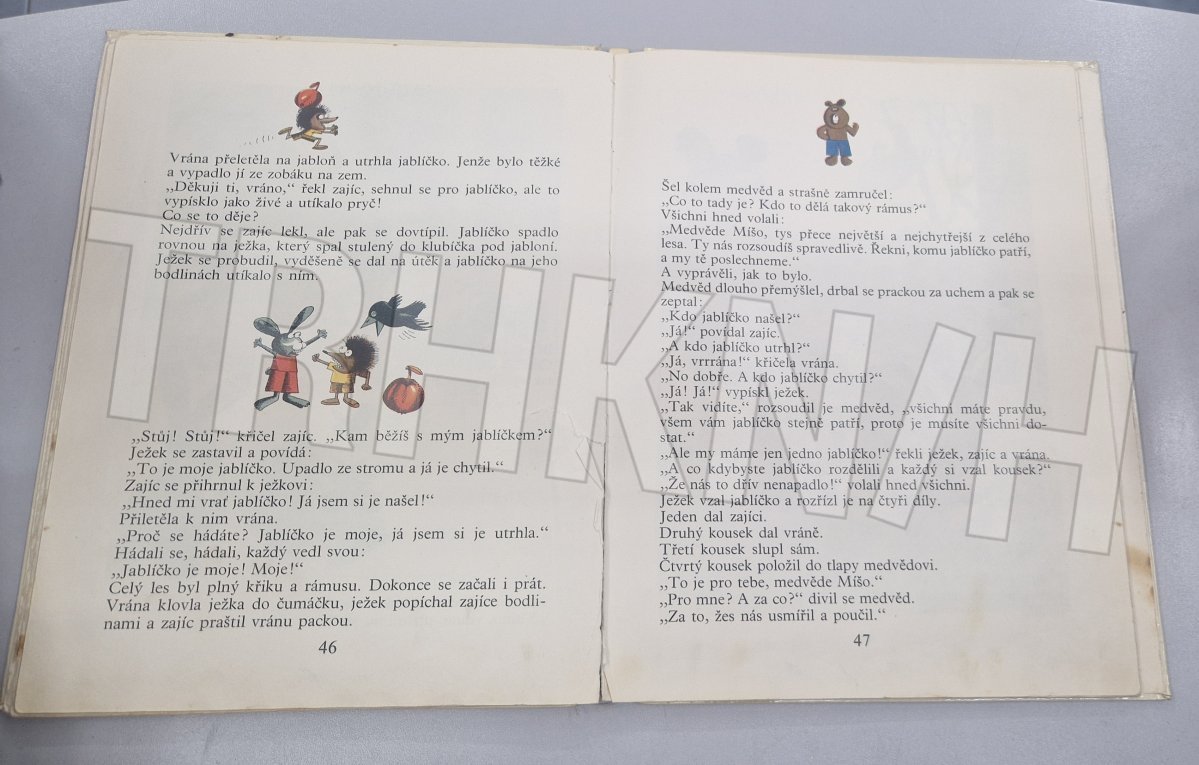 Vrána přeletěla na jabloň a utrhla jablíčko. Jenže bylo těžké
a vypadlo jí ze zobáku na zem.
„Děkuji ti, vráno,“ řekl zajíc, sehnul se pro jablíčko, ale to
vypísklo jako živé a utíkalo pryč!
Co se to děje?
Nejdřív se zajíc lekl, ale pak se dovtípil. Jablíčko spadlo
rovnou na ježka, který spal stulený do klubíčka pod jabloní.
Ježek se probudil, vyděšeně se dal na útěk a jablíčko na jeho
bodlinách utíkalo s ním.
„Stůj! Stůj!“ křičel zajíc. „Kam běžíš s mým jablíčkem?“
Ježek se zastavil a povídá:
„To je moje jablíčko. Upadlo ze stromu a já je chytil.“
Zajíc se přihrnul k ježkovi:
„Hned mi vrať jablíčko! Já jsem si je našel!“
Přiletěla k nim vrána.
„Proč se hádáte? Jablíčko je moje, já jsem si je utrhla.“
Hádali se, hádali, každý vedl svou:
„Jablíčko je moje! Moje!“
Celý les byl plný křiku a rámusu. Dokonce se začali i prát.
Vrána klovla ježka do čumáčku, ježek popíchal zajíce bodli-
nami a zajíc praštil vránu packou.
46
Šel kolem medvěd a strašně zamručel:
„Co to tady je? Kdo to dělá takový rámus?“
Všichni hned volali:
„Medvěde Míšo, tys přece největší a nejchytřejší z celého
lesa. Ty nás rozsoudíš spravedlivě. Řekni, komu jablíčko patří,
a my tě poslechneme.“
A vyprávěli, jak to bylo.
Medvěd dlouho přemýšlel, drbal se prackou za uchem a pak se
zeptal:
„Kdo jablíčko našel?“
„Já!“ povídal zajíc.
„A kdo jablíčko utrhl?“
„Já, vrrrána!“ křičela vrána.
„No dobře. A kdo jablíčko chytil?“
„Já! Já!“ vypískl ježek.
„Tak vidíte,“ rozsoudil je medvěd, „všichni máte pravdu,
všem vám jablíčko stejně patří, proto je musíte všichni do-
stat.“
„Ale my máme jen jedno jablíčko!“ řekli ježek, zajíc a vrána.
„A co kdybyste jablíčko rozdělili a každý si vzal kousek?“
„Že nás to dřív nenapadlo!“ volali hned všichni.
Ježek vzal jablíčko a rozřízl je na čtyři díly.
Jeden dal zajíci.
Druhý kousek dal vráně.
Třetí kousek slupl sám.
Čtvrtý kousek položil do tlapy medvědovi.
„To je pro tebe, medvěde Míšo.“
„Pro mne? A za co?“ divil se medvěd.
„Za to, žes nás usmířil a poučil.“
47
TRHKNIH